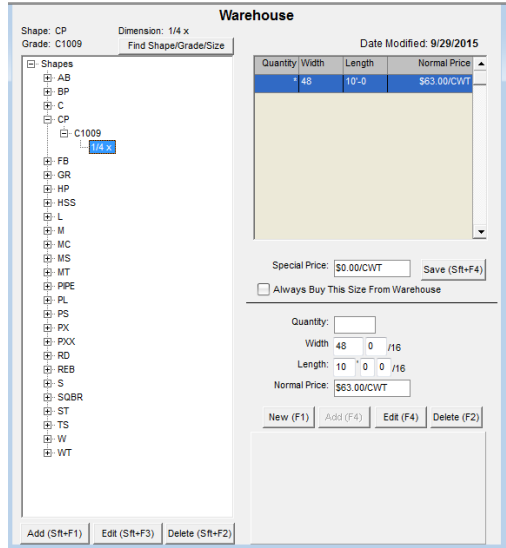 Warehouse
Shape: CP Dimension: 1/4 x
Grade: C1009 Find Shape/Grade/Size Date Modified: 9/29/2015
Shapes
AB
BP
C
CP
C1009
1/4 x
FB
GR
HP
HSS
L
M
MC
MS
MT
PIPE
PL
PS
PX
PXX
RD
REB
S
SQBR
ST
TS
W
WT
Add (Sft+F1) Edit (Sft+F3) Delete (Sft+F2)
Quantity Width Length Normal Price
* 48 10'-0 $63.00/CWT
Special Price: $0.00/CWT Save (Sft+F4)
Always Buy This Size From Warehouse
Quantity:
Width 48 0 /16
Length: 10 ' 0 0 /16
Normal Price: $63.00/CWT
New (F1) Add (F4) Edit (F4) Delete (F2)